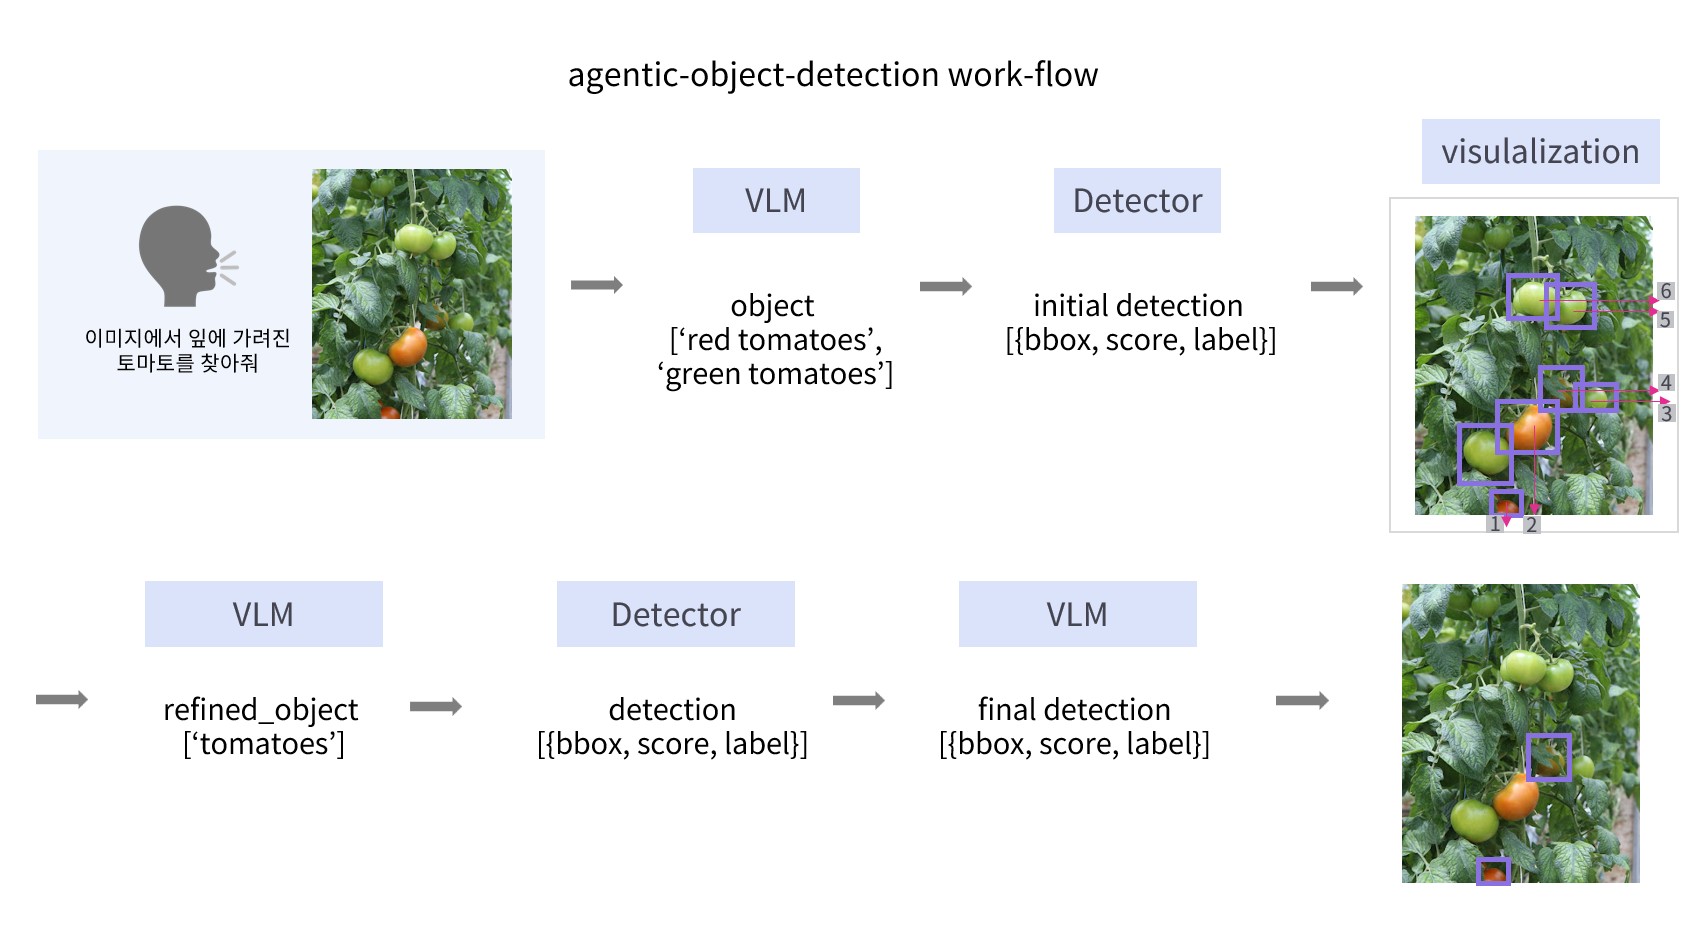 agentic-object-detection work-flow
이미지에서 잎에 가려진
토마토를 찾아줘
VLM
object
[‘red tomatoes’,
‘green tomatoes’]
Detector
initial detection
[{bbox, score, label}]
visulalization
6
5
4
3
1
2
VLM
refined_object
[‘tomatoes’]
Detector
detection
[{bbox, score, label}]
VLM
final detection
[{bbox, score, label}]